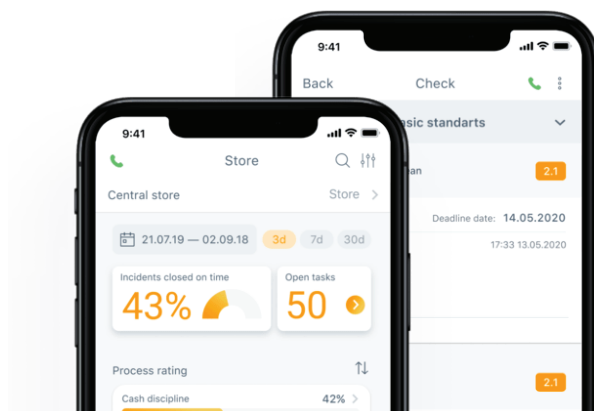 9:41
Back
Check
asic standarts
an
2.1
Deadline date: 14.05.2020
17:33 13.05.2020
2.1
9:41
Store
Central store
Store
21.07.19 — 02.09.18
3d
7d
30d
Incidents closed on time
43%
Open tasks
50
Process rating
Cash discipline
42%